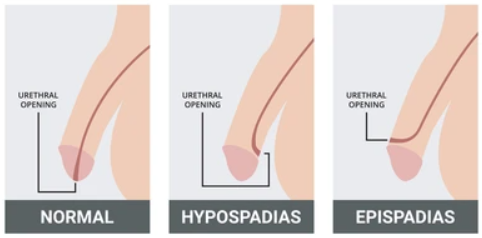 URETHRAL
OPENING
NORMAL
URETHRAL
OPENING
HYPOSPADIAS
URETHRAL
OPENING
EPISPADIAS